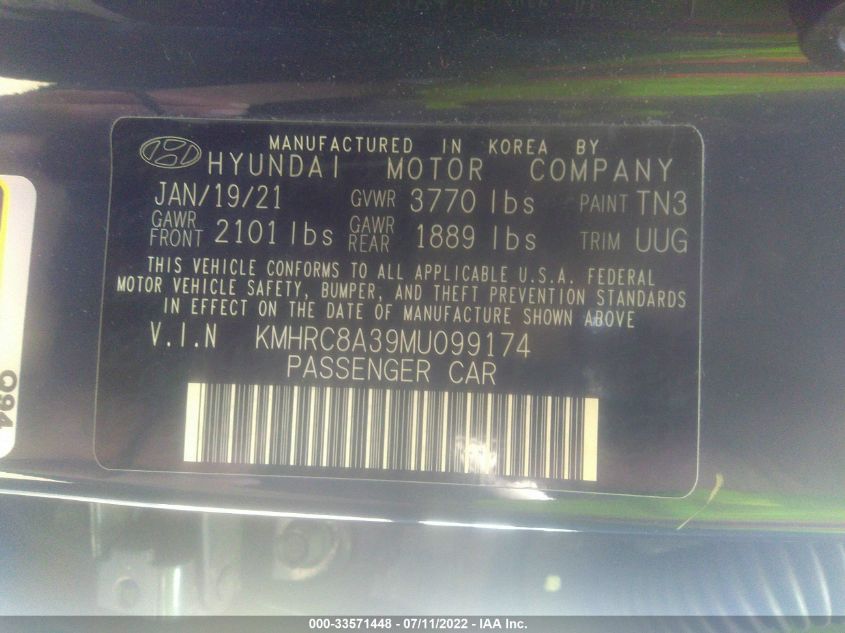 MANUFACTURED IN KOREA BY
HYUNDAI MOTOR COMPANY
JAN/19/21 GVWR 3770 lbs PAINT TN3
GAWR FRONT 2101 lbs GAWR REAR 1889 lbs TRIM UUG
THIS VEHICLE CONFORMS TO ALL APPLICABLE U.S.A. FEDERAL
MOTOR VEHICLE SAFETY, BUMPER, AND THEFT PREVENTION STANDARDS
IN EFFECT ON THE DATE OF MANUFACTURE SHOWN ABOVE
V.I.N KMHRC8A39MU099174
PASSENGER CAR
000-33571448 - 07/11/2022 - IAA Inc.